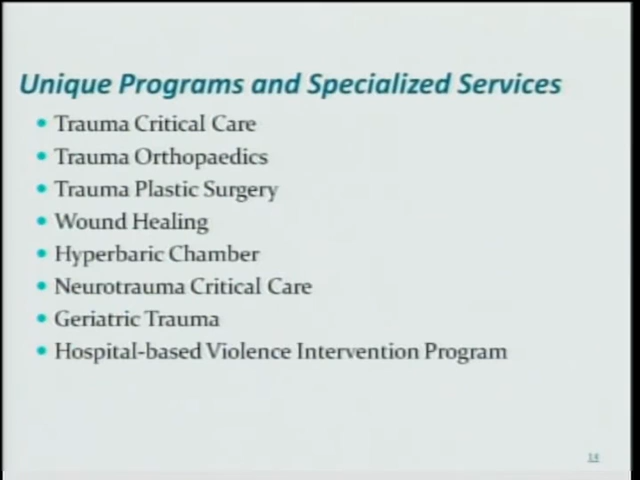 Unique Programs and Specialized Services
• Trauma Critical Care
• Trauma Orthopaedics
• Trauma Plastic Surgery
• Wound Healing
• Hyperbaric Chamber
• Neurotrauma Critical Care
• Geriatric Trauma
• Hospital-based Violence Intervention Program